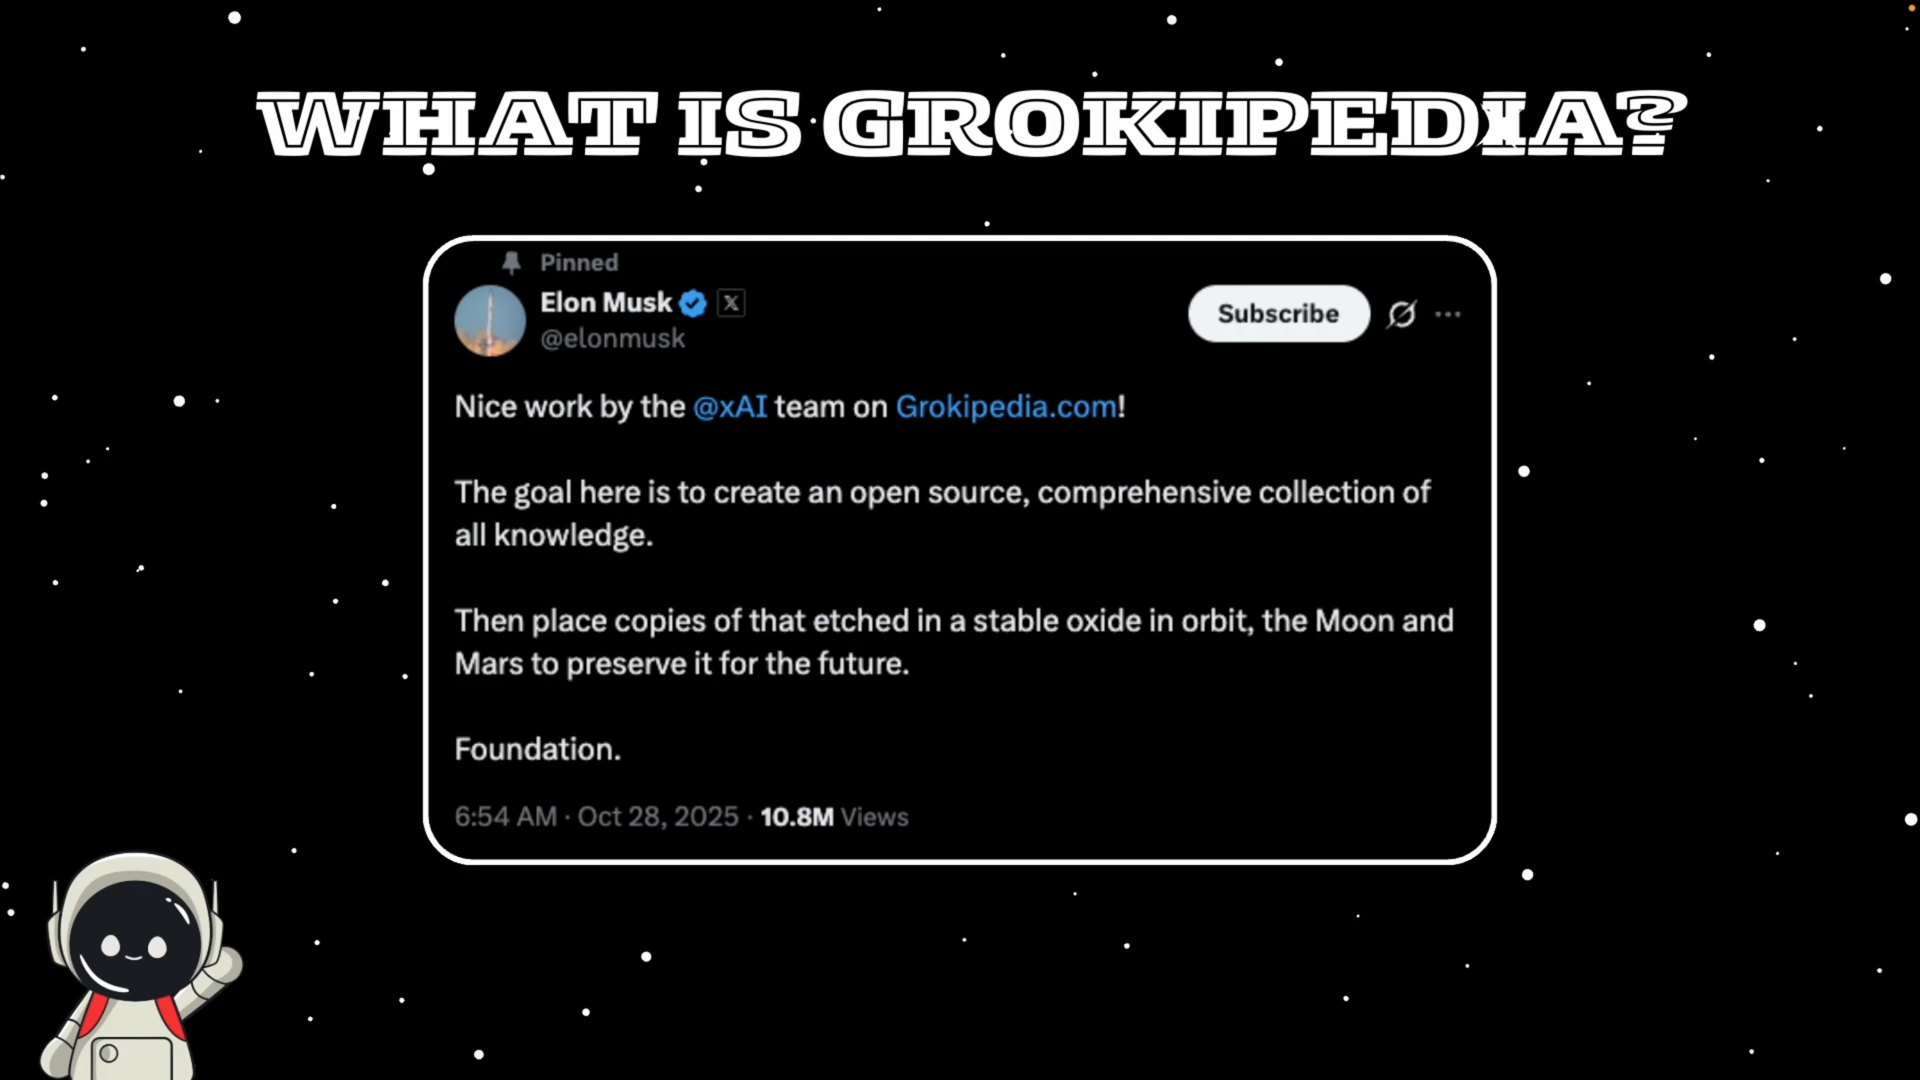 WHAT IS GROKIPEDIA?
Pinned
Elon Musk
@elonmusk
Subscribe
Nice work by the @xAI team on Grokipedia.com!
The goal here is to create an open source, comprehensive collection of
all knowledge.
Then place copies of that etched in a stable oxide in orbit, the Moon and
Mars to preserve it for the future.
Foundation.
6:54 AM · Oct 28, 2025 · 10.8M Views